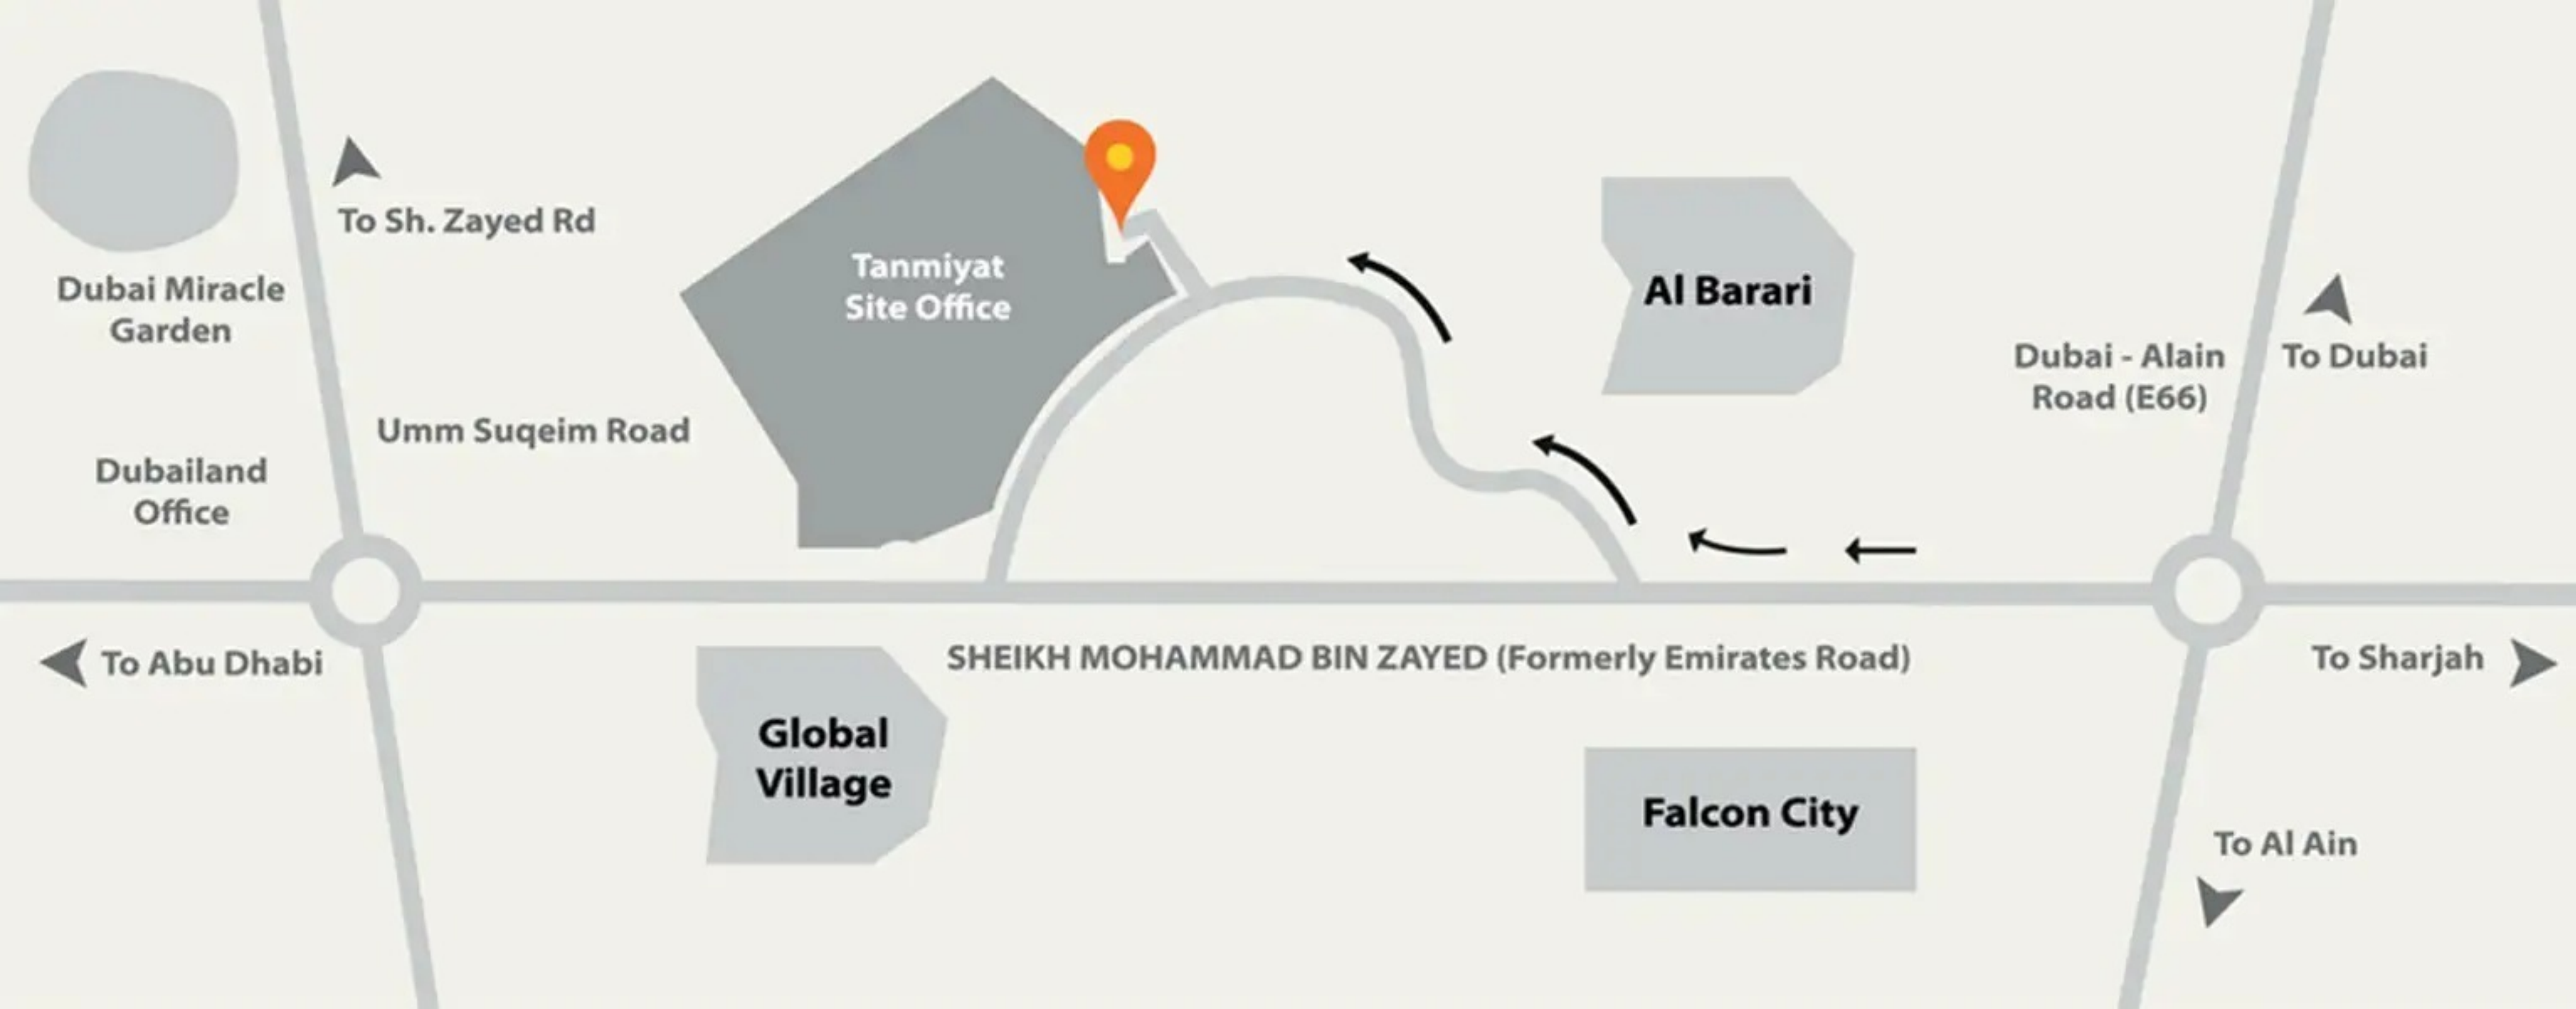 To Sh. Zayed Rd
Dubai Miracle
Garden
Tanmiyat
Site Office
Al Barari
Dubai - Alain
Road (E66)
To Dubai
Umm Suqeim Road
Dubailand
Office
To Abu Dhabi
SHEIKH MOHAMMAD BIN ZAYED (Formerly Emirates Road)
To Sharjah
Global
Village
Falcon City
To Al Ain